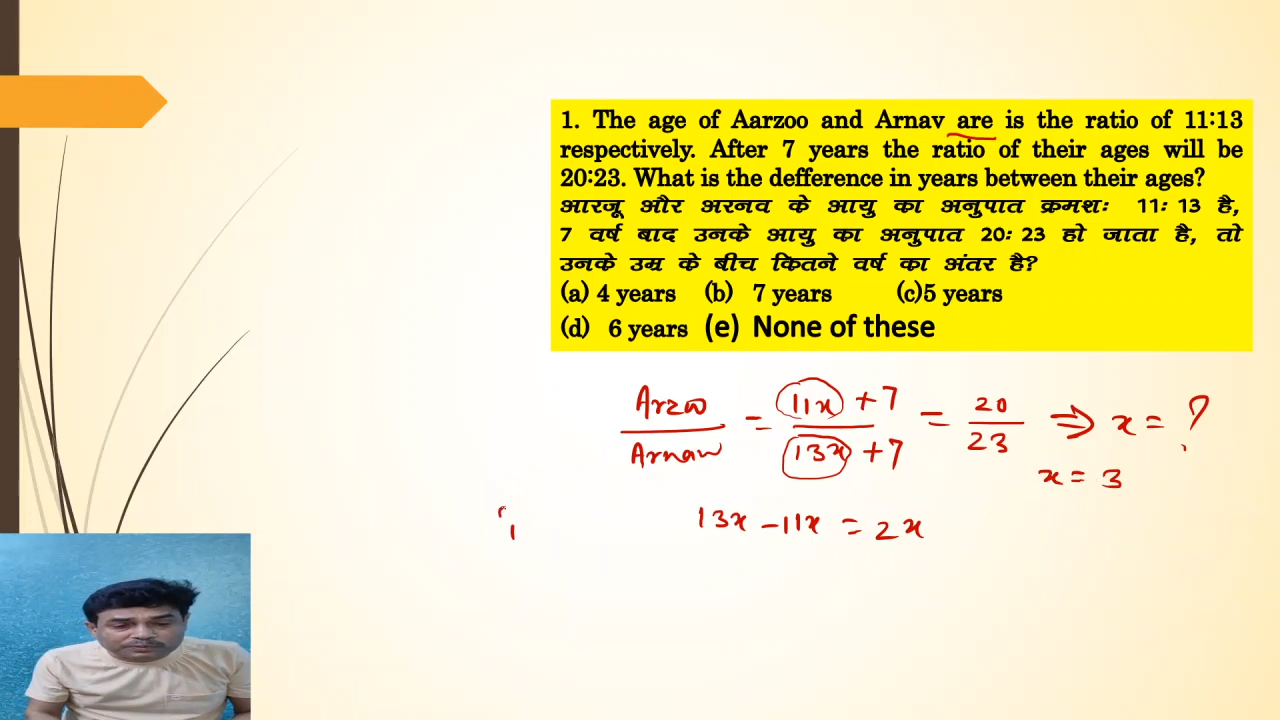 1. The age of Aarzoo and Arnav are is the ratio of 11:13
respectively. After 7 years the ratio of their ages will be
20:23. What is the defference in years between their ages?
आरजू और अरनव के आयु का अनुपात क्रमशः 11: 13 है,
7 वर्ष बाद उनके आयु का अनुपात 20: 23 हो जाता है, तो
उनके उम्र के बीच कितने वर्ष का अंतर है?
(a) 4 years (b) 7 years (c)5 years
(d) 6 years (e) None of these
Arzoo / Arnaw = 11x + 7 / 13x + 7 = 20 / 23 ⇒ x = ?
x = 3
13x - 11x = 2x